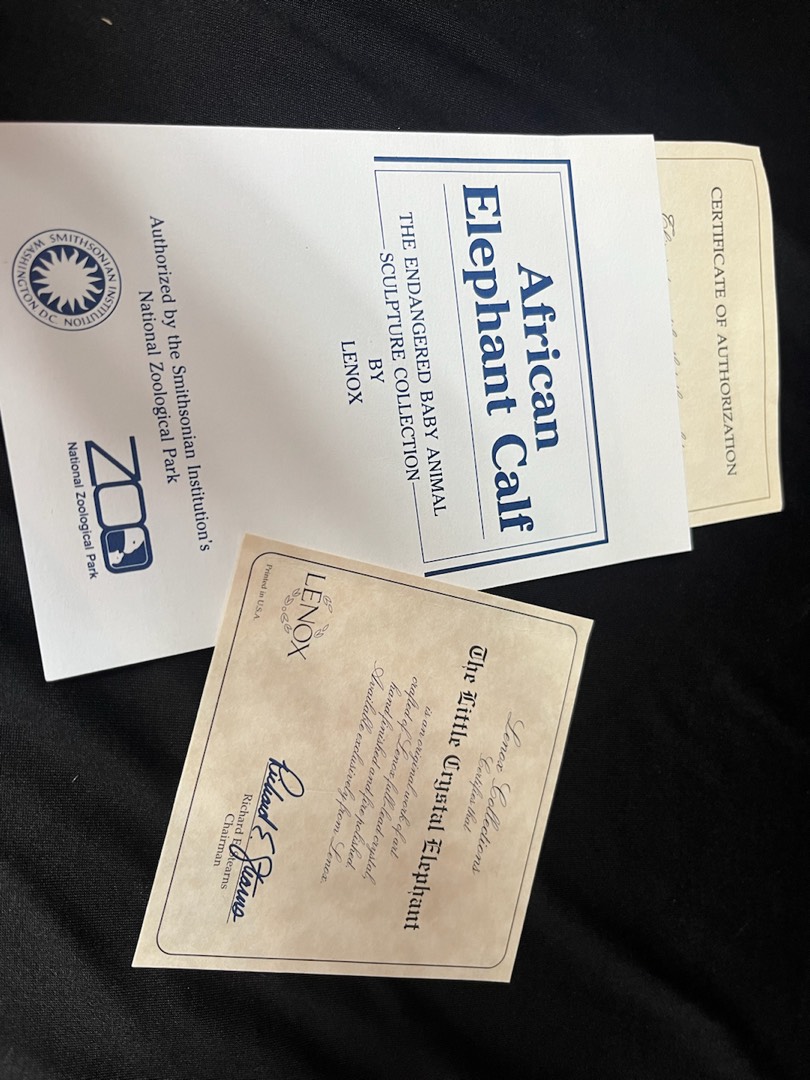 CERTIFICATE OF AUTHORIZATION
African
Elephant Calf
THE ENDANGERED BABY ANIMAL
SCULPTURE COLLECTION
BY
LENOX
Authorized by the Smithsonian Institution's
National Zoological Park
SMITHSONIAN INSTITUTION
WASHINGTON D.C.
ZOO
National Zoological Park
Lenox Collections
Certifies that
The Little Crystal Elephant
is an original work of art
crafted of Lenox full lead crystal,
handfinished and fire polished.
Available exclusively from Lenox.
Richard E. Stearns
Richard E. Stearns
Chairman
LENOX
Printed in U.S.A.